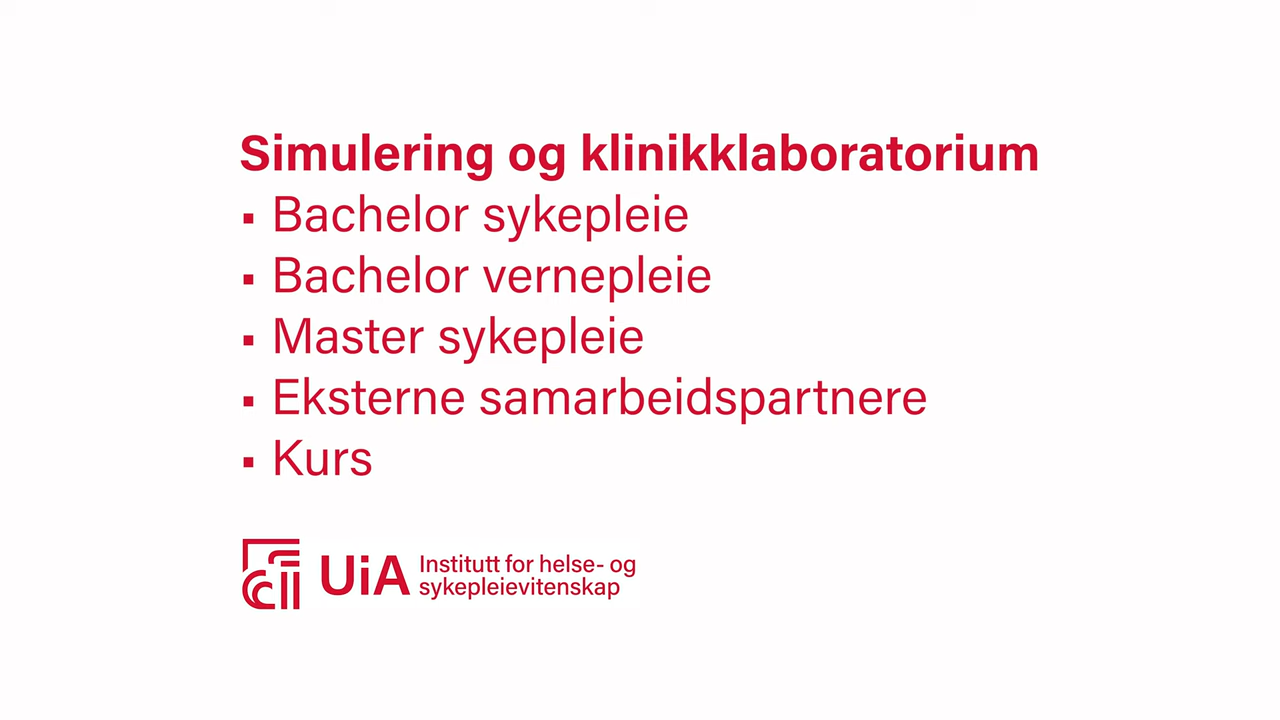 Simulering og klinikklaboratorium
▪ Bachelor sykepleie
▪ Bachelor vernepleie
▪ Master sykepleie
▪ Eksterne samarbeidspartnere
▪ Kurs
UiA
Institutt for helse- og
sykepleievitenskap